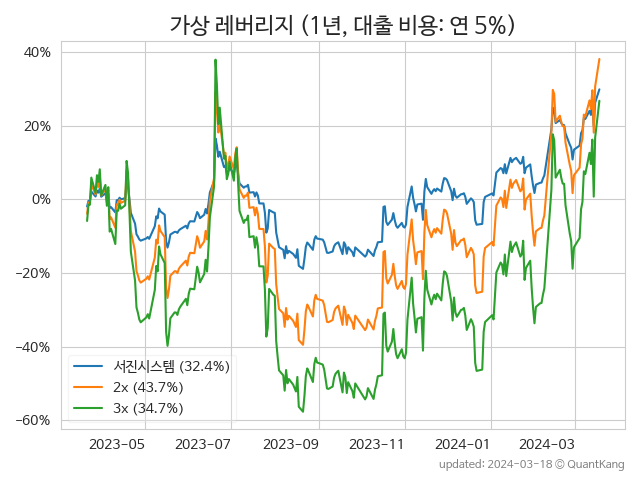 가상 레버리지 (1년, 대출 비용: 연 5%)
40%
20%
0%
−20%
−40%
−60%
서진시스템 (32.4%)
2x (43.7%)
3x (34.7%)
2023-05 2023-07 2023-09 2023-11 2024-01 2024-03
updated: 2024-03-18 © QuantKang